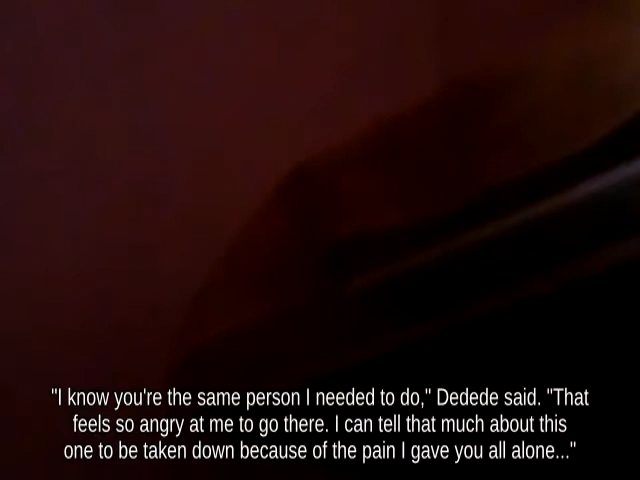 "I know you're the same person I needed to do," Dedede said. "That
feels so angry at me to go there. I can tell that much about this
one to be taken down because of the pain I gave you all alone..."